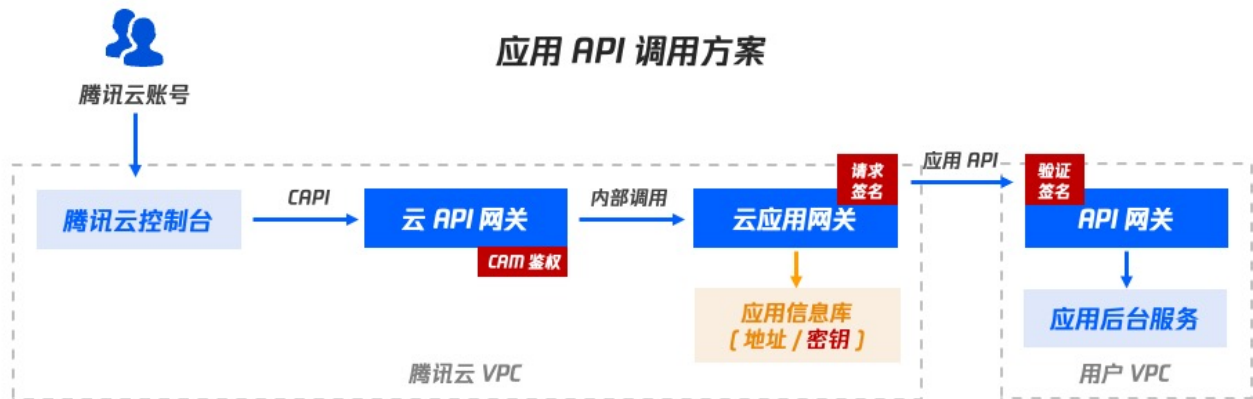 应用 API 调用方案
腾讯云账号
腾讯云控制台
CAPI
云 API 网关
CAM 鉴权
内部调用
请求
签名
云应用网关
应用信息库
( 地址 / 密钥 )
腾讯云 VPC
应用 API
验证
签名
API 网关
应用后台服务
用户 VPC